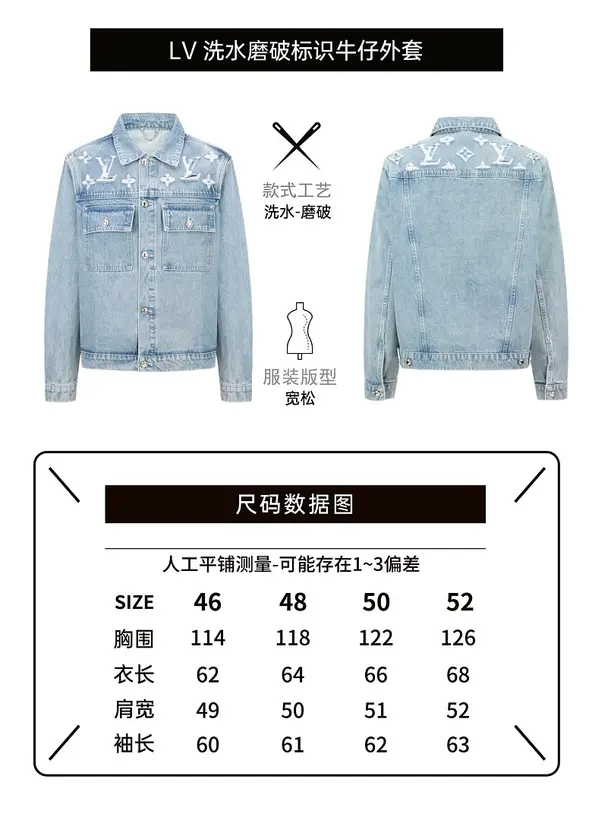 LV 洗水磨破标识牛仔外套
款式工艺
洗水-磨破
服装版型
宽松
尺码数据图
人工平铺测量-可能存在1~3偏差
SIZE 46 48 50 52
胸围 114 118 122 126
衣长 62 64 66 68
肩宽 49 50 51 52
袖长 60 61 62 63